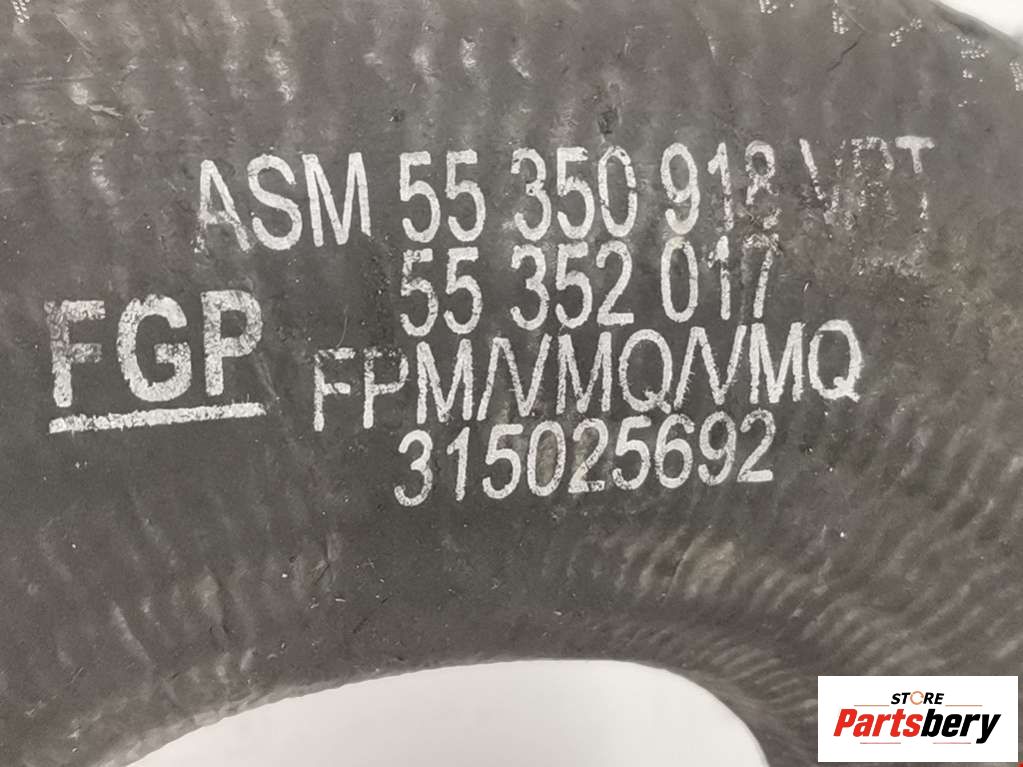 ASM 55 350 918 VRT
55 352 017
FGP
FPM/VMQ/VMQ
315025692
STORE
Partsbery